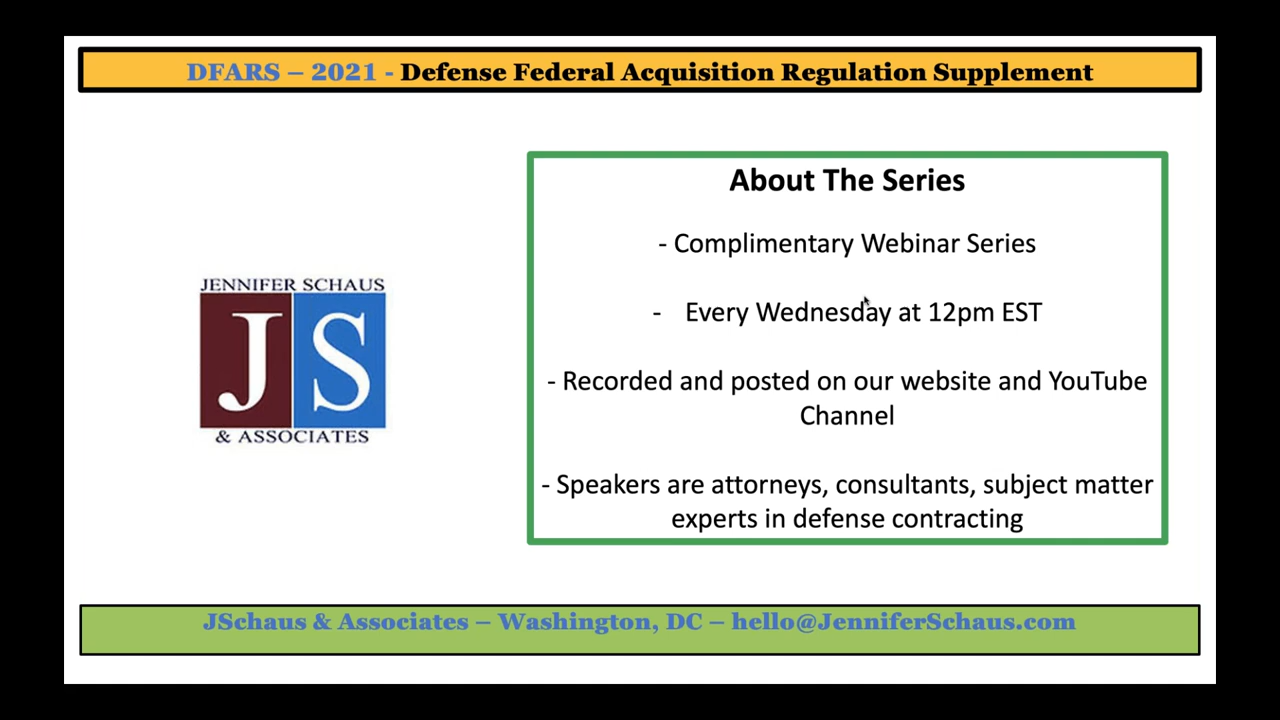 DFARS – 2021 - Defense Federal Acquisition Regulation Supplement
About The Series
- Complimentary Webinar Series
- Every Wednesday at 12pm EST
- Recorded and posted on our website and YouTube
Channel
- Speakers are attorneys, consultants, subject matter
experts in defense contracting
JENNIFER SCHAUS
JS
& ASSOCIATES
JSchaus & Associates – Washington, DC – hello@JenniferSchaus.com